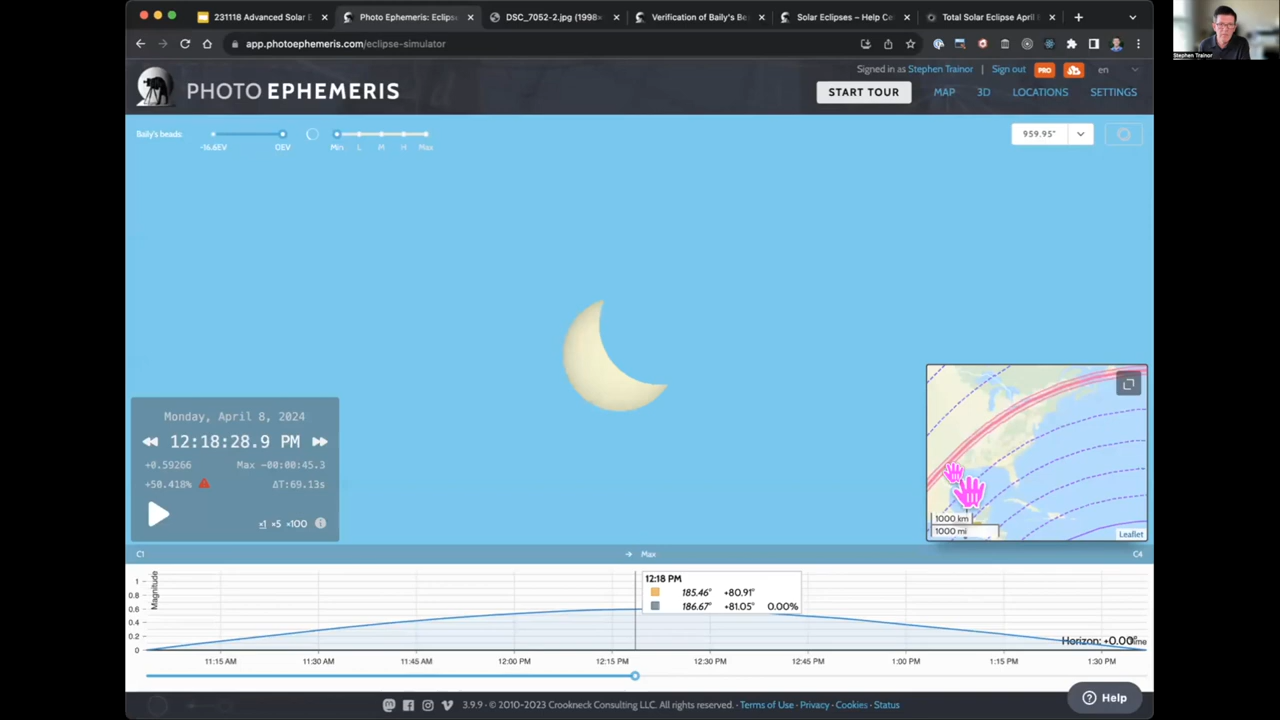 231118 Advanced Solar E
Photo Ephemeris: Eclips
DSC_7052-2.jpg (1998×
Verification of Baily's Be
Solar Eclipses – Help Ce
Total Solar Eclipse April
app.photoephemeris.com/eclipse-simulator
Stephen Trainor
PHOTO EPHEMERIS
Signed in as Stephen Trainor | Sign out PRO en
START TOUR MAP 3D LOCATIONS SETTINGS
Baily's beads
-16.6EV 0EV Min L M H Max
959.95"
Monday, April 8, 2024
12:18:28.9 PM
+0.59266 Max −00:00:45.3
+50.418% ΔT:69.13s
×1 ×5 ×100
1000 km
1000 mi
Leaflet
C1 → Max C4
Magnitude
1
0.8
0.6
0.4
0.2
0
12:18 PM
185.46° +80.91°
186.67° +81.05° 0.00%
Horizon: +0.00°
11:15 AM 11:30 AM 11:45 AM 12:00 PM 12:15 PM 12:30 PM 12:45 PM 1:00 PM 1:15 PM 1:30 PM
3.9.9 · © 2010-2023 Crookneck Consulting LLC. All rights reserved. · Terms of Use · Privacy · Cookies · Status
Help